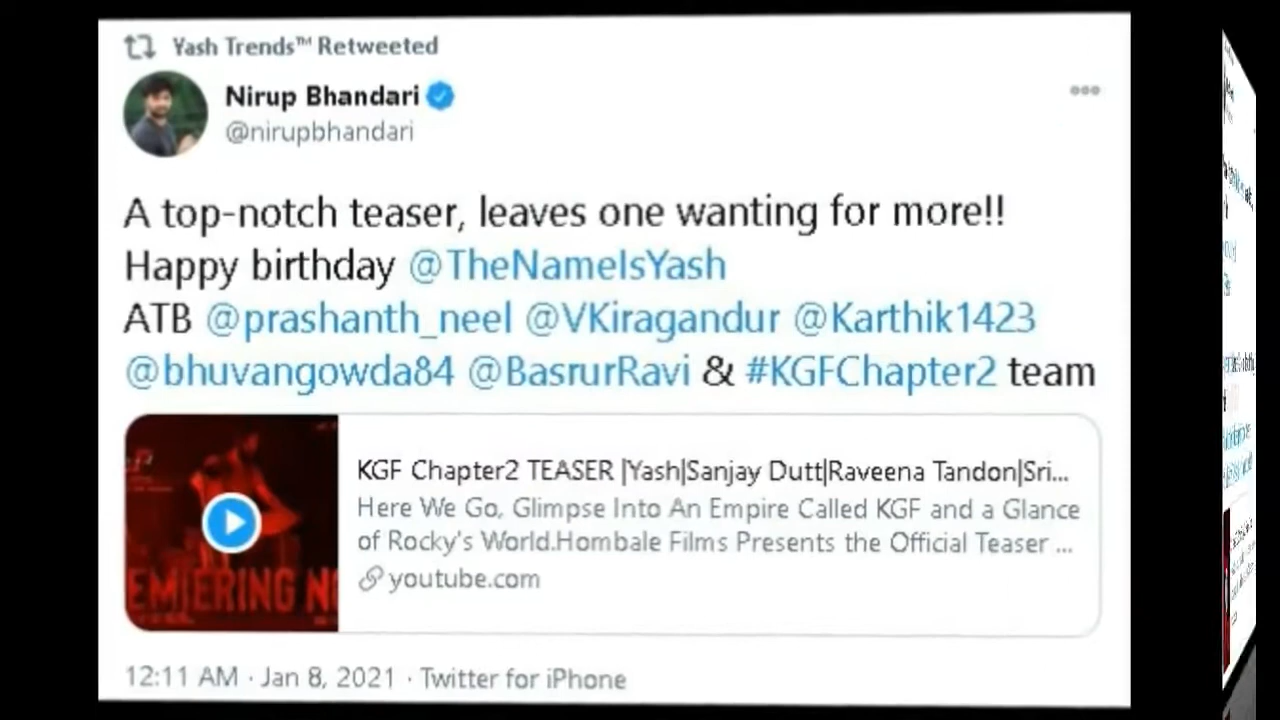 Yash Trends™ Retweeted
Nirup Bhandari
@nirupbhandari
A top-notch teaser, leaves one wanting for more!!
Happy birthday @TheNameIsYash
ATB @prashanth_neel @VKiragandur @Karthik1423
@bhuvangowda84 @BasrurRavi & #KGFChapter2 team
EMIERING N
KGF Chapter2 TEASER |Yash|Sanjay Dutt|Raveena Tandon|Sri...
Here We Go, Glimpse Into An Empire Called KGF and a Glance
of Rocky's World.Hombale Films Presents the Official Teaser ...
youtube.com
12:11 AM · Jan 8, 2021 · Twitter for iPhone